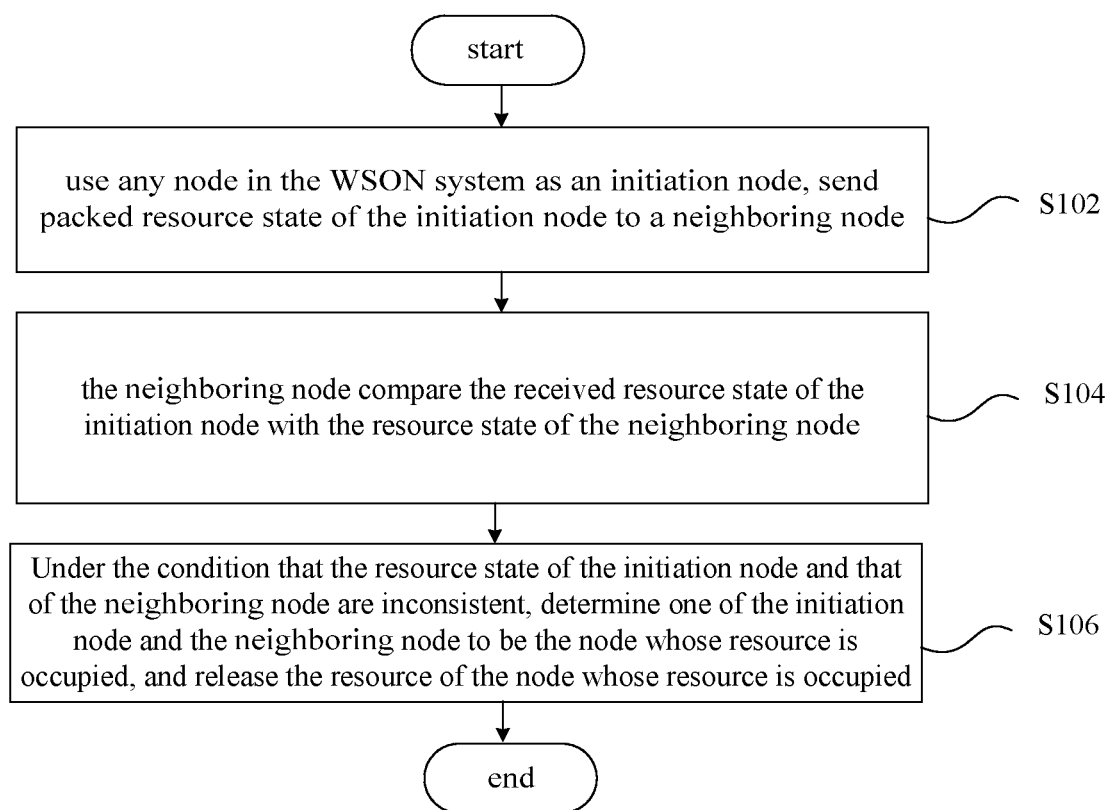 start
use any node in the WSON system as an initiation node, send
packed resource state of the initiation node to a neighboring node
S102
the neighboring node compare the received resource state of the
initiation node with the resource state of the neighboring node
S104
Under the condition that the resource state of the initiation node and that
of the neighboring node are inconsistent, determine one of the initiation
node and the neighboring node to be the node whose resource is
occupied, and release the resource of the node whose resource is occupied
S106
end